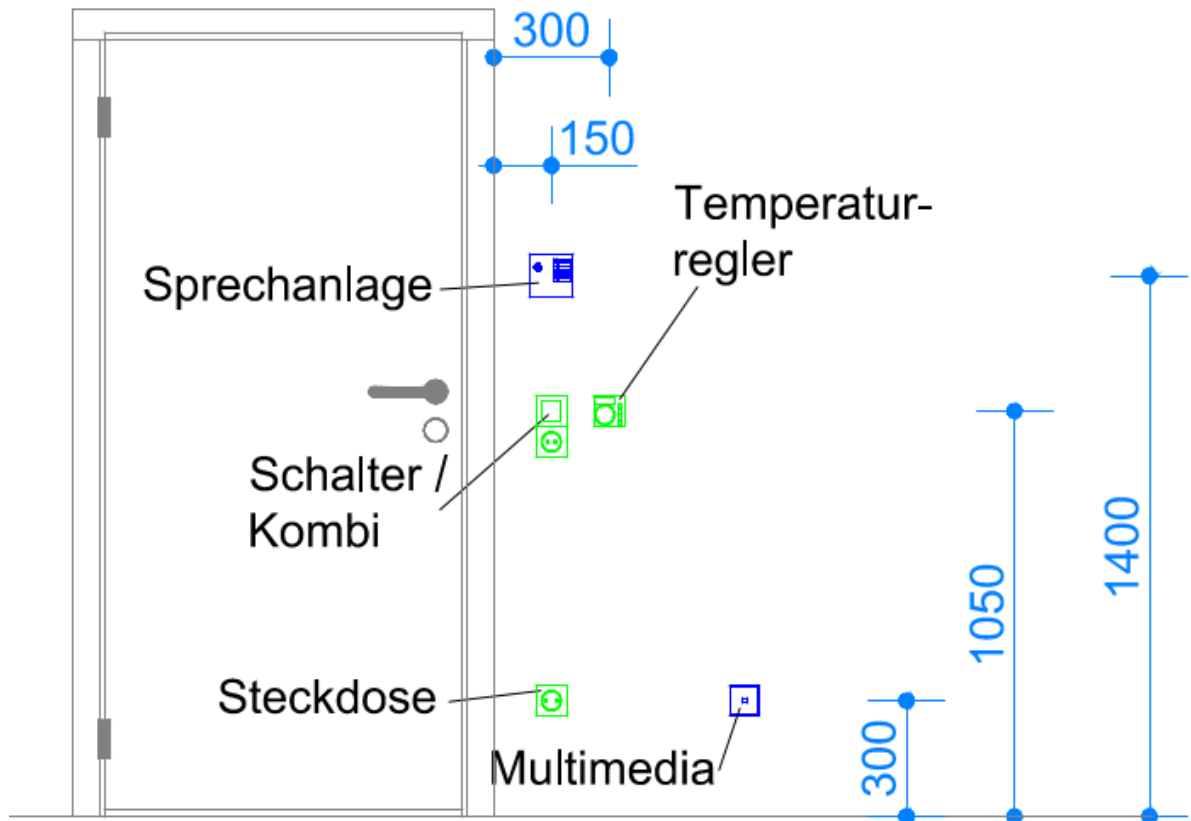 300
150
Temperatur-
regler
Sprechanlage
Schalter /
Kombi
1400
1050
Steckdose
Multimedia
300